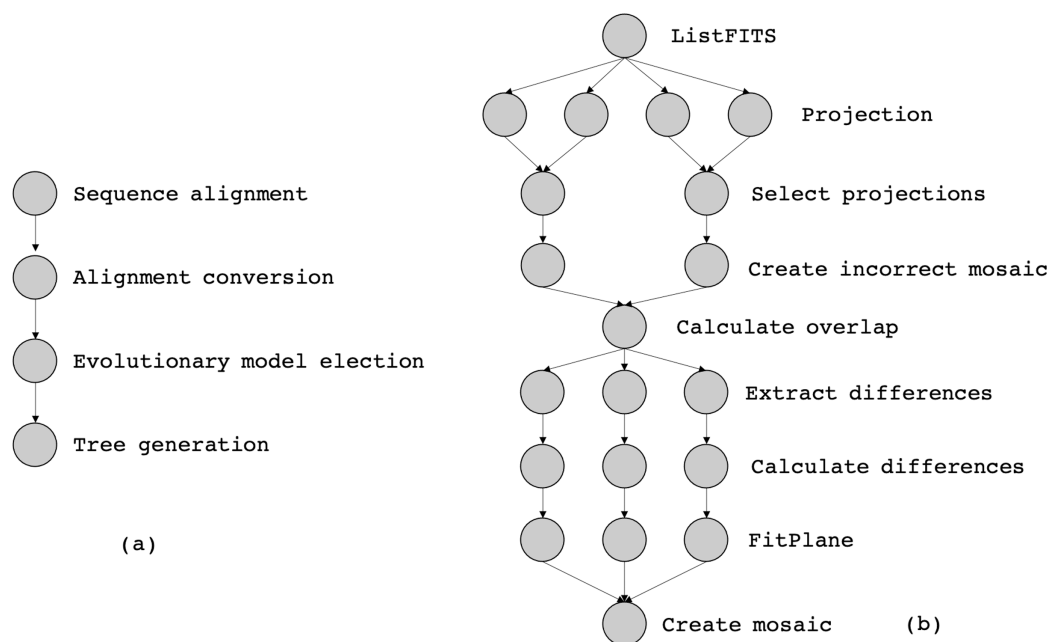 Sequence alignment
Alignment conversion
Evolutionary model election
Tree generation
(a)
ListFITS
Projection
Select projections
Create incorrect mosaic
Calculate overlap
Extract differences
Calculate differences
FitPlane
Create mosaic
(b)